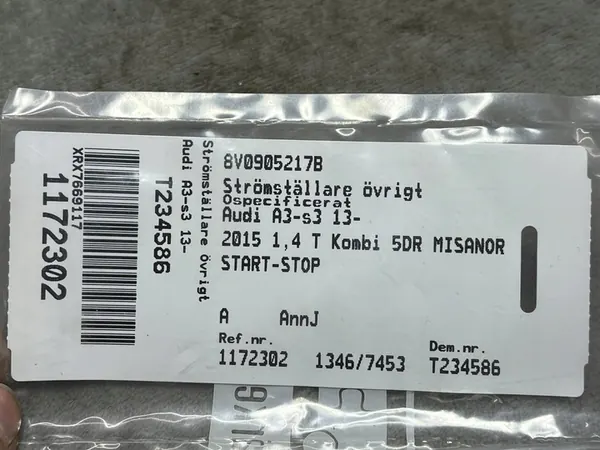 XRX7669117
1172302
T234586
Audi A3-s3 13-
Strömställare övrigt
8V0905217B
Strömställare övrigt
Ospecificerat
Audi A3-s3 13-
2015 1,4 T Kombi 5DR MISANOR
START-STOP
A AnnJ
Ref.nr. Dem.nr.
1172302 1346/7453 T234586